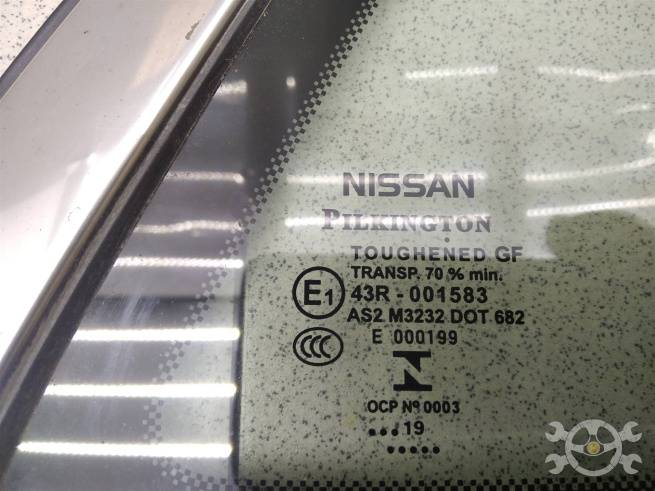 NISSAN
PILKINGTON
TOUGHENED GF
TRANSP. 70 % min.
E1 43R - 001583
AS2 M3232 DOT 682
E 000199
CCC
N
OCP Nº 0003
...19
.....